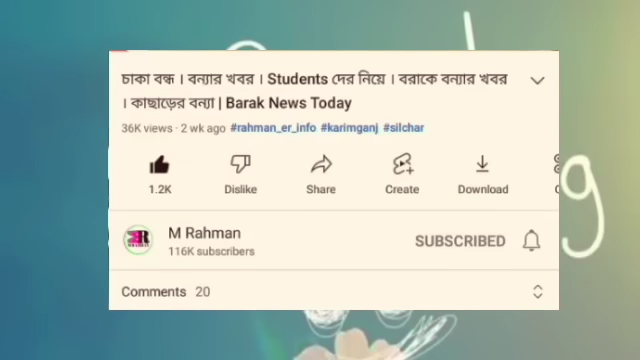 চাকা বন্ধ । বন্যার খবর । Students দের নিয়ে । বরাকে বন্যার খবর
। কাছাড়ের বন্যা | Barak News Today
36K views · 2 wk ago #rahman_er_info #karimganj #silchar
1.2K Dislike Share Create Download
M Rahman
116K subscribers
SUBSCRIBED
Comments 20